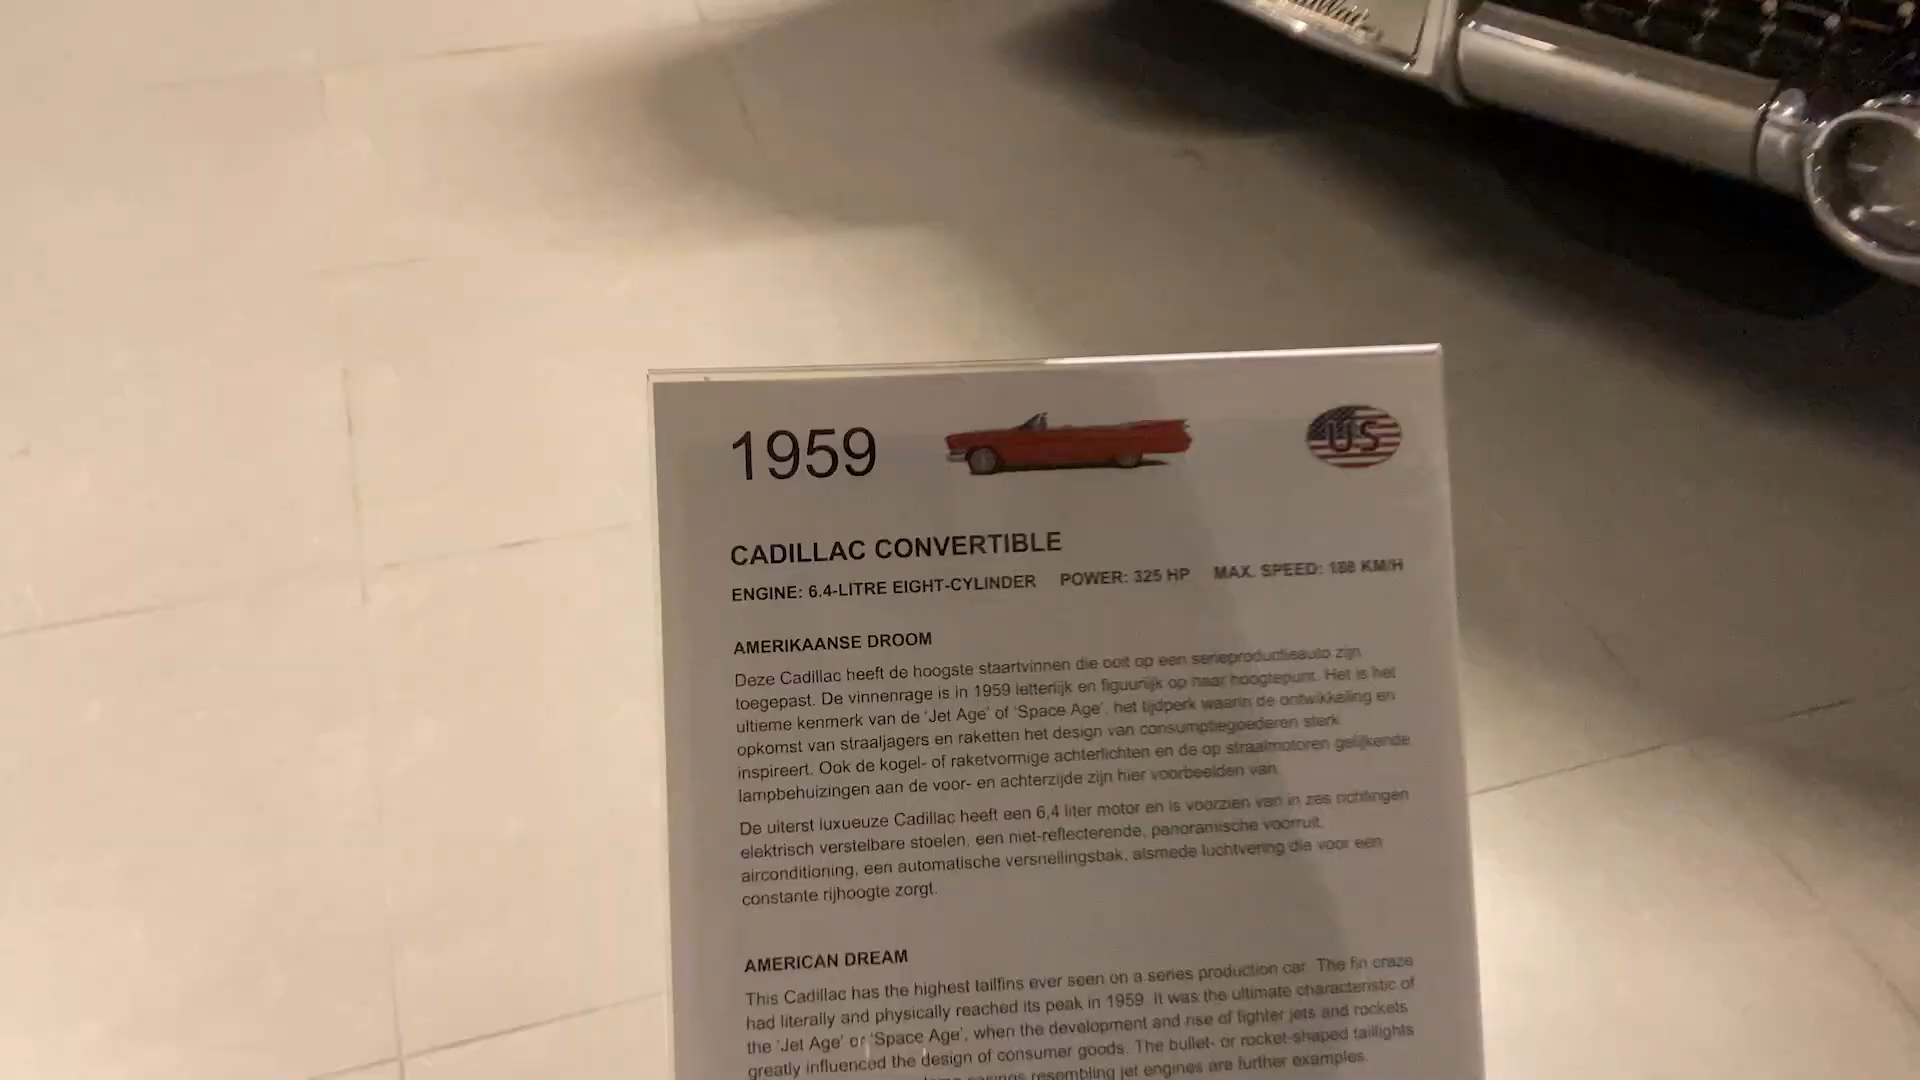 1959
US
CADILLAC CONVERTIBLE
ENGINE: 6.4-LITRE EIGHT-CYLINDER POWER: 325 HP MAX. SPEED: 188 KM/H
AMERIKAANSE DROOM
Deze Cadillac heeft de hoogste staartvinnen die ooit op een serieproductieauto zijn
toegepast. De vinnenrage is in 1959 letterlijk en figuurlijk op haar hoogtepunt. Het is het
ultieme kenmerk van de ‘Jet Age’ of ‘Space Age’, het tijdperk waarin de ontwikkeling en
opkomst van straaljagers en raketten het design van consumptiegoederen sterk
inspireert. Ook de kogel- of raketvormige achterlichten en de op straalmotoren gelijkende
lampbehuizingen aan de voor- en achterzijde zijn hier voorbeelden van.
De uiterst luxueuze Cadillac heeft een 6,4 liter motor en is voorzien van in zes richtingen
elektrisch verstelbare stoelen, een niet-reflecterende, panoramische voorruit,
airconditioning, een automatische versnellingsbak, alsmede luchtvering die voor een
constante rijhoogte zorgt.
AMERICAN DREAM
This Cadillac has the highest tailfins ever seen on a series production car. The fin craze
had literally and physically reached its peak in 1959. It was the ultimate characteristic of
the ‘Jet Age’ or ‘Space Age’, when the development and rise of fighter jets and rockets
greatly influenced the design of consumer goods. The bullet- or rocket-shaped taillights
resembling jet engines are further examples.